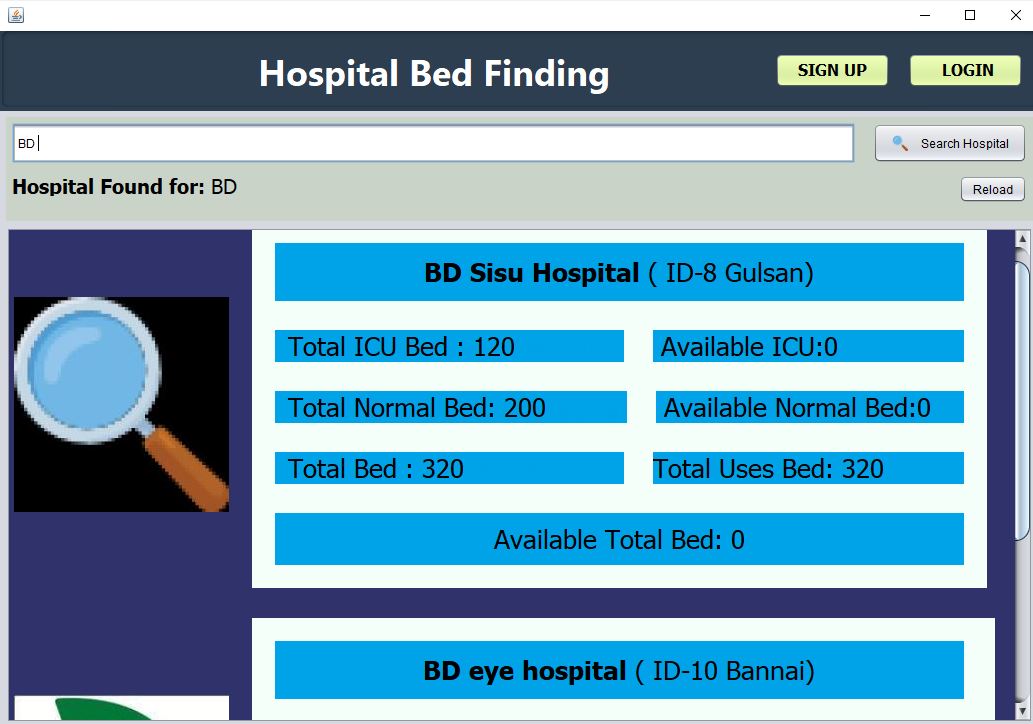 Hospital Bed Finding
SIGN UP
LOGIN
BD
Search Hospital
Hospital Found for: BD
Reload
BD Sisu Hospital ( ID-8 Gulsan)
Total ICU Bed : 120
Available ICU:0
Total Normal Bed: 200
Available Normal Bed:0
Total Bed : 320
Total Uses Bed: 320
Available Total Bed: 0
BD eye hospital ( ID-10 Bannai)